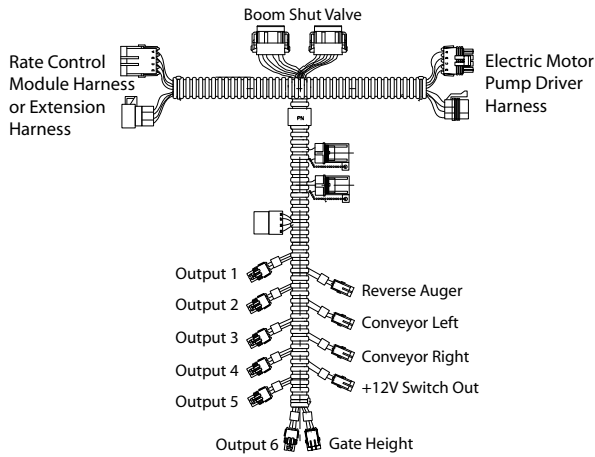 Boom Shut Valve
Rate Control
Module Harness
or Extension
Harness
Electric Motor
Pump Driver
Harness
PN
Output 1
Output 2
Output 3
Output 4
Output 5
Output 6
Reverse Auger
Conveyor Left
Conveyor Right
+12V Switch Out
Gate Height